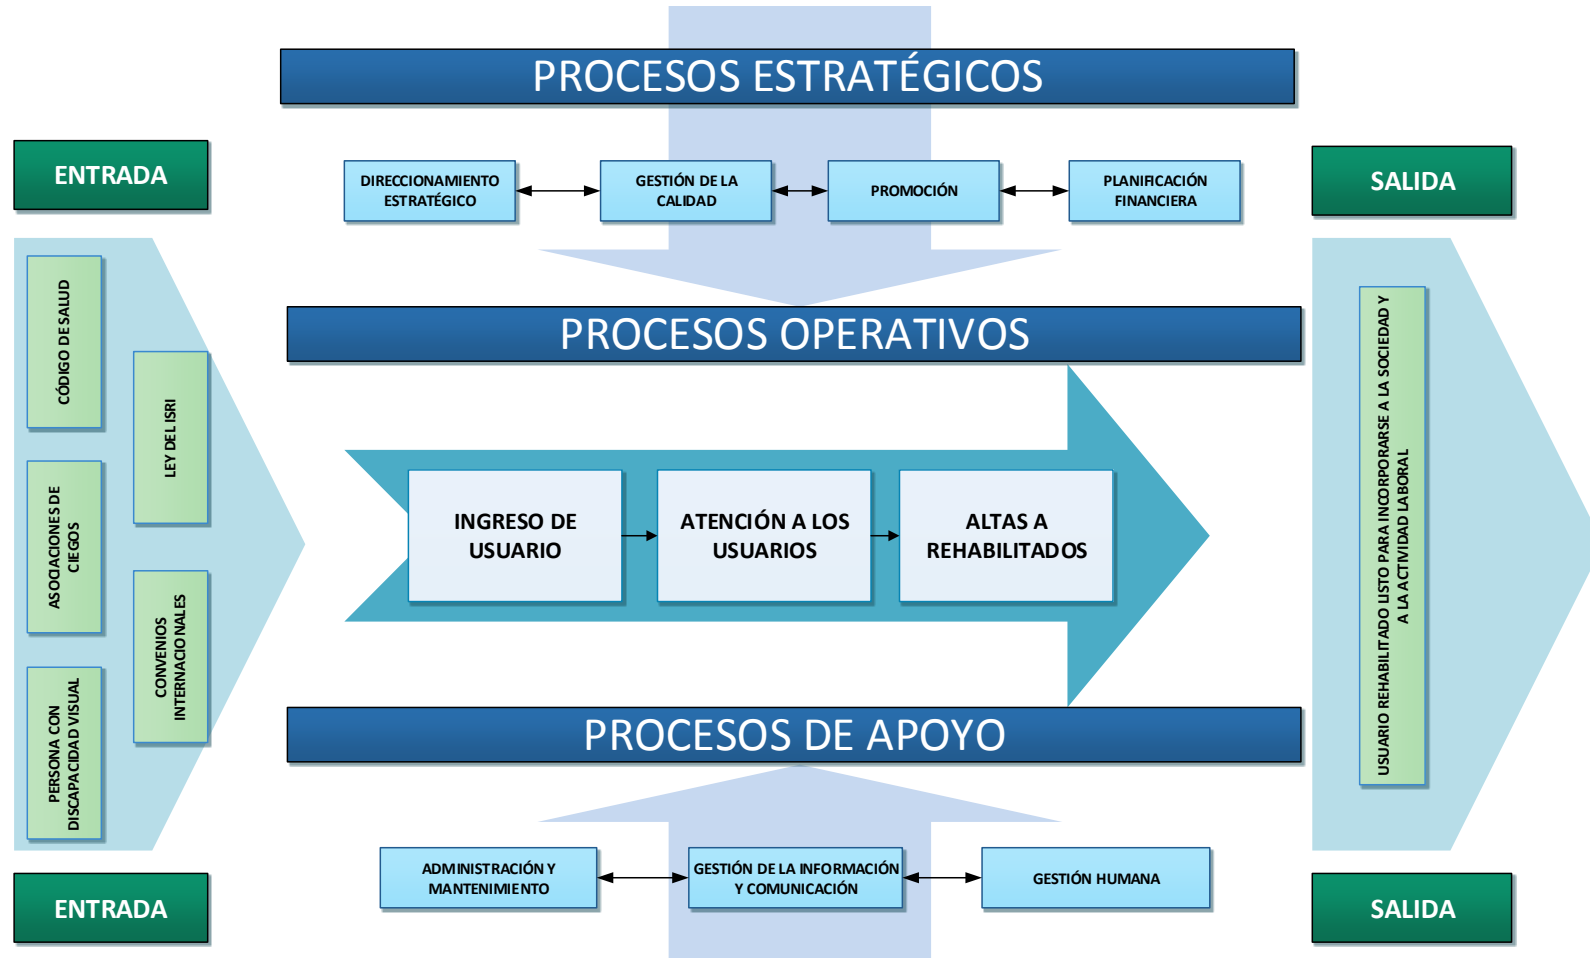 PROCESOS ESTRATÉGICOS
ENTRADA
DIRECCIONAMIENTO
ESTRATÉGICO
GESTIÓN DE LA
CALIDAD
PROMOCIÓN
PLANIFICACIÓN
FINANCIERA
SALIDA
CÓDIGO DE SALUD
LEY DEL ISRI
ASOCIACIONES DE
CIEGOS
CONVENIOS
INTERNACIONALES
PERSONA CON
DISCAPACIDAD VISUAL
PROCESOS OPERATIVOS
INGRESO DE
USUARIO
ATENCIÓN A LOS
USUARIOS
ALTAS A
REHABILITADOS
USUARIO REHABILITADO LISTO PARA INCORPORARSE A LA SOCIEDAD Y
A LA ACTIVIDAD LABORAL
PROCESOS DE APOYO
ADMINISTRACIÓN Y
MANTENIMIENTO
GESTIÓN DE LA INFORMACIÓN
Y COMUNICACIÓN
GESTIÓN HUMANA
ENTRADA
SALIDA